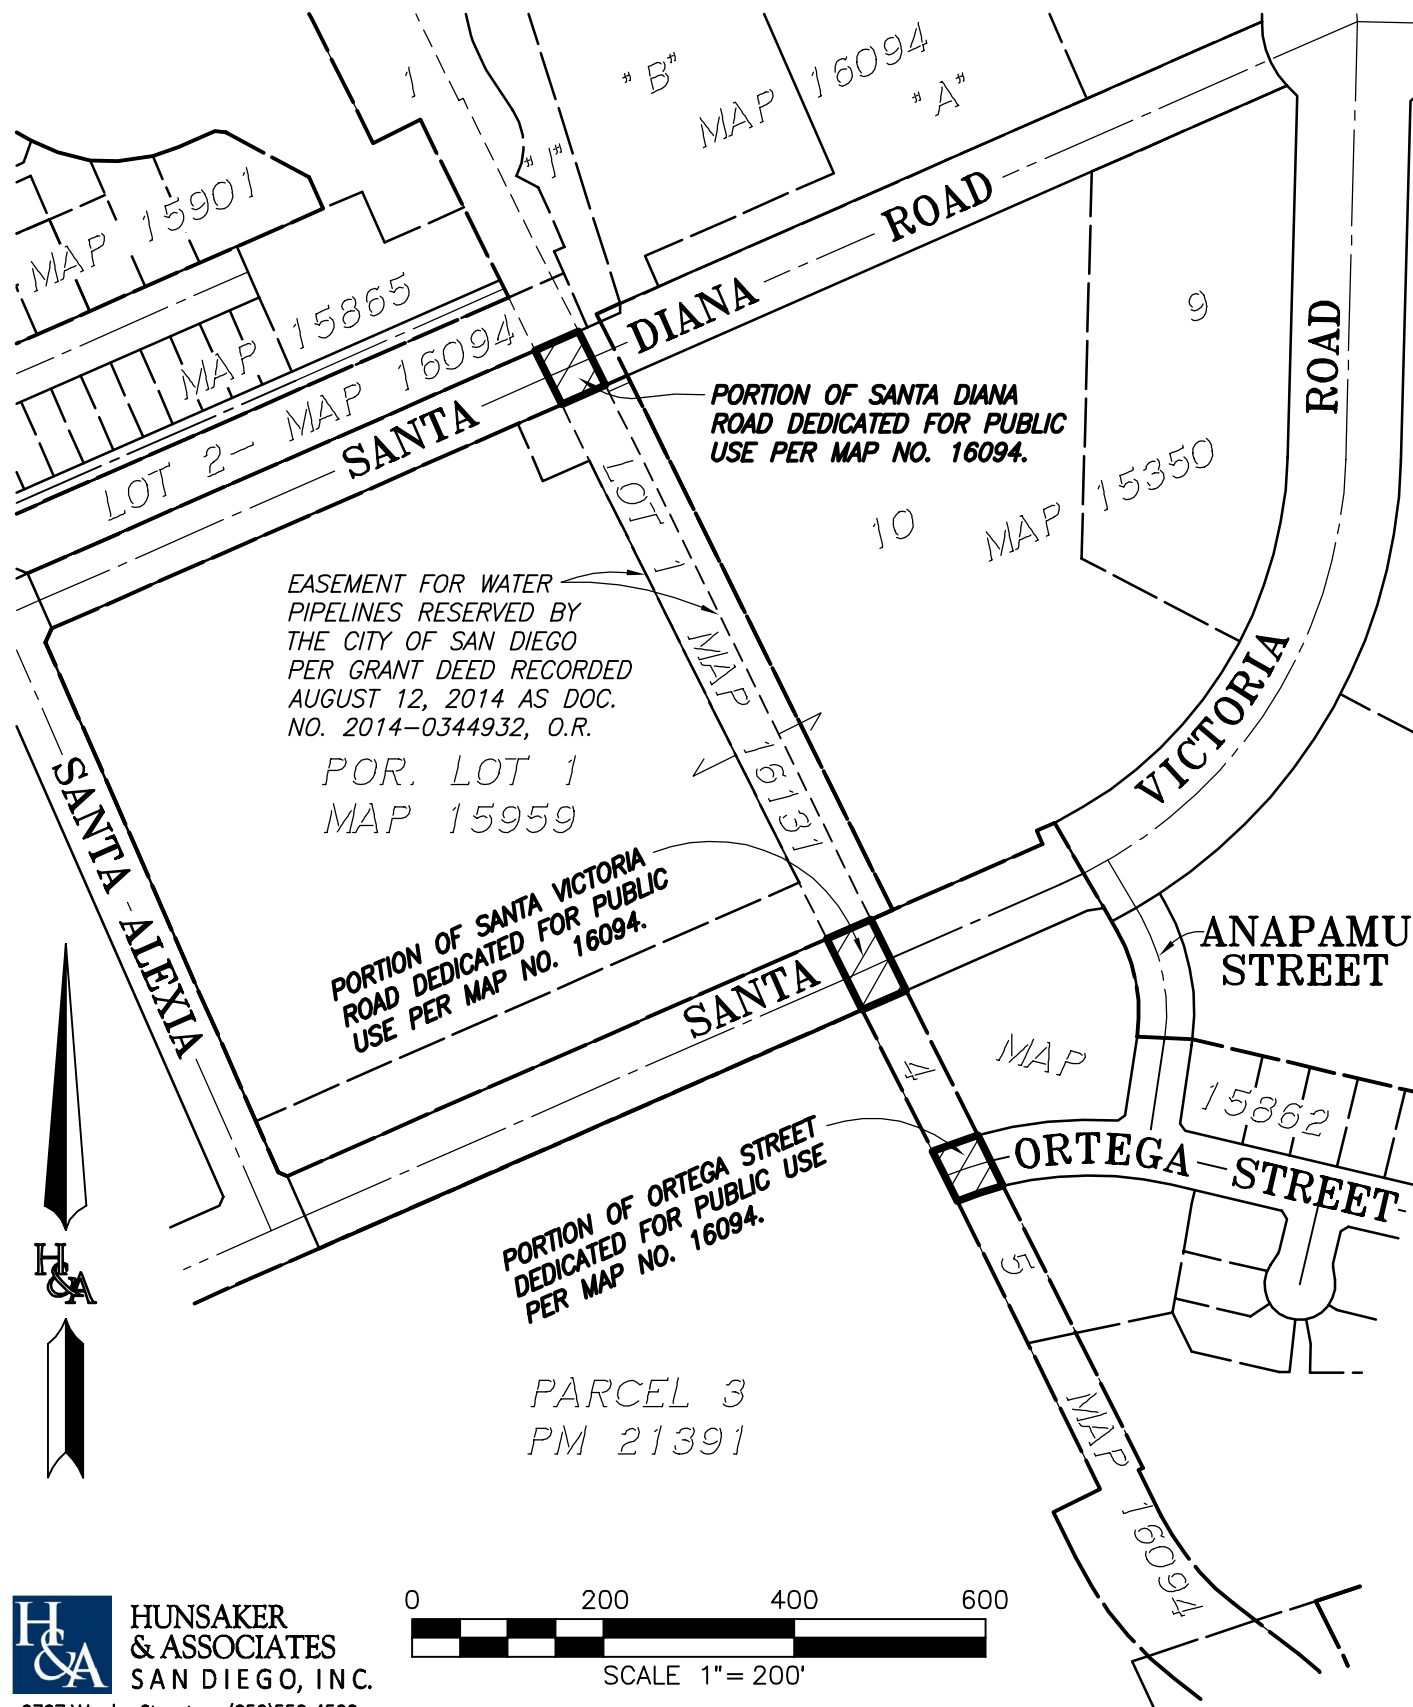 1
"B"
MAP 16094
"A"
"I"
MAP 15901
ROAD
MAP 15865
DIANA
9
ROAD
LOT 2- MAP 16094
SANTA
PORTION OF SANTA DIANA
ROAD DEDICATED FOR PUBLIC
USE PER MAP NO. 16094.
LOT 1 MAP 16131
10
MAP 15350
EASEMENT FOR WATER
PIPELINES RESERVED BY
THE CITY OF SAN DIEGO
PER GRANT DEED RECORDED
AUGUST 12, 2014 AS DOC.
NO. 2014-0344932, O.R.
POR. LOT 1
MAP 15959
VICTORIA
SANTA ALEXIA
PORTION OF SANTA VICTORIA
ROAD DEDICATED FOR PUBLIC
USE PER MAP NO. 16094.
ANAPAMU
STREET
SANTA
4
MAP
15862
ORTEGA STREET
PORTION OF ORTEGA STREET
DEDICATED FOR PUBLIC USE
PER MAP NO. 16094.
H&A
5
PARCEL 3
PM 21391
MAP 16094
H&A
HUNSAKER
& ASSOCIATES
SAN DIEGO, INC.
0 200 400 600
SCALE 1"= 200'